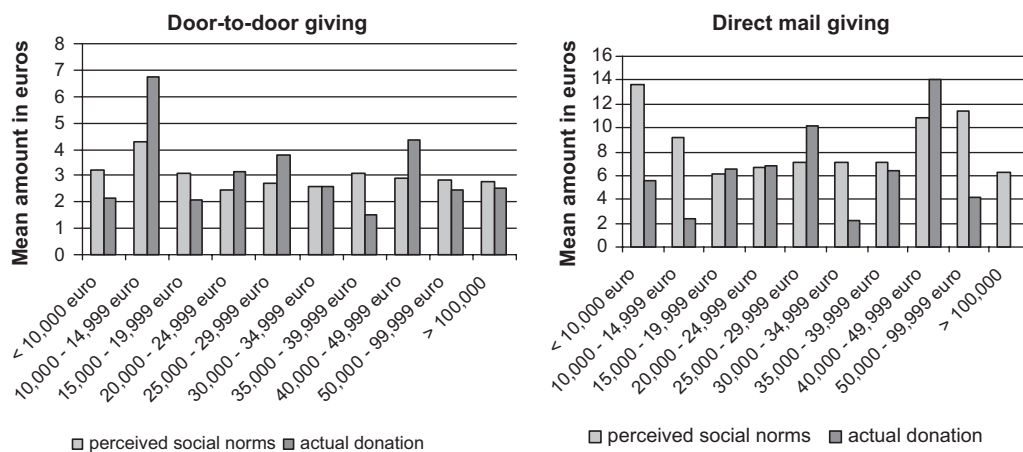 Door-to-door giving
Mean amount in euros
8
7
6
5
4
3
2
1
0
< 10,000 euro
10,000 - 14,999 euro
15,000 - 19,999 euro
20,000 - 24,999 euro
25,000 - 29,999 euro
30,000 - 34,999 euro
35,000 - 39,999 euro
40,000 - 49,999 euro
50,000 - 99,999 euro
> 100,000
perceived social norms actual donation
Direct mail giving
Mean amount in euros
16
14
12
10
8
6
4
2
0
< 10,000 euro
10,000 - 14,999 euro
15,000 - 19,999 euro
20,000 - 24,999 euro
25,000 - 29,999 euro
30,000 - 34,999 euro
35,000 - 39,999 euro
40,000 - 49,999 euro
50,000 - 99,999 euro
> 100,000
perceived social norms actual donation